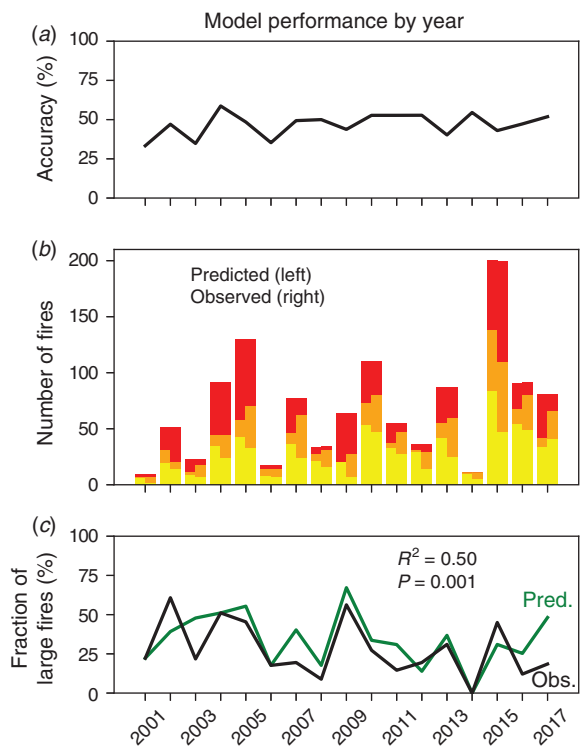 Model performance by year
(a)
Accuracy (%)
100
75
50
25
0
(b)
Number of fires
200
150
100
50
0
Predicted (left)
Observed (right)
(c)
Fraction of
large fires (%)
100
75
50
25
0
R² = 0.50
P = 0.001
Pred.
Obs.
2001
2003
2005
2007
2009
2011
2013
2015
2017